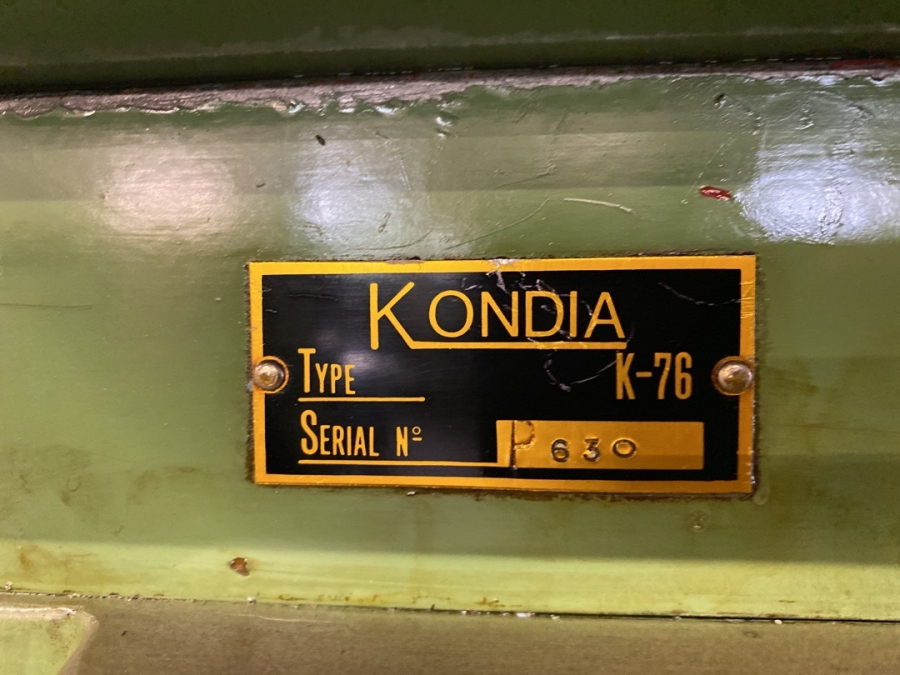 KONDIA
TYPE K-76
SERIAL Nº P 630